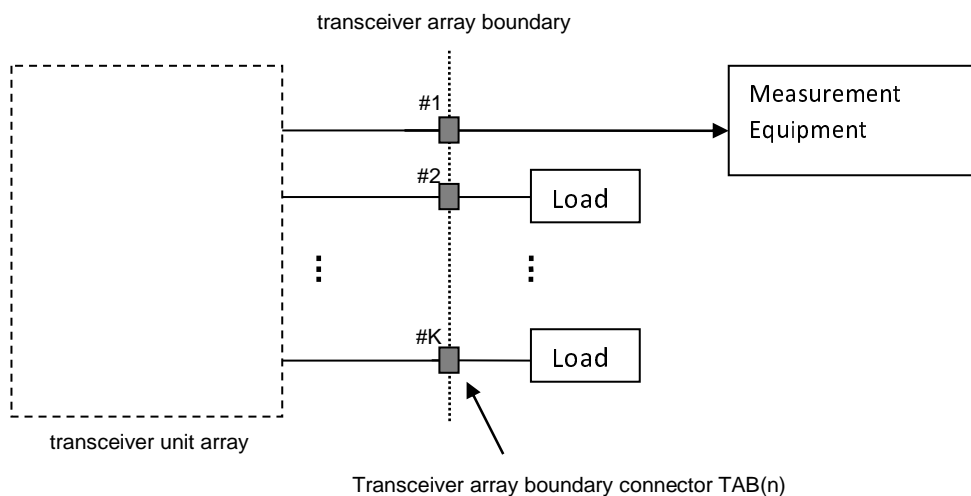 transceiver array boundary
#1
Measurement
Equipment
#2
Load
#K
Load
transceiver unit array
Transceiver array boundary connector TAB(n)